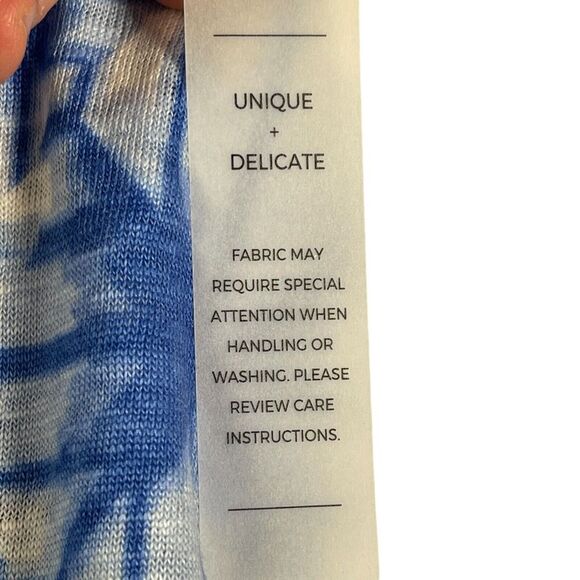 UNIQUE
+
DELICATE
FABRIC MAY
REQUIRE SPECIAL
ATTENTION WHEN
HANDLING OR
WASHING. PLEASE
REVIEW CARE
INSTRUCTIONS.